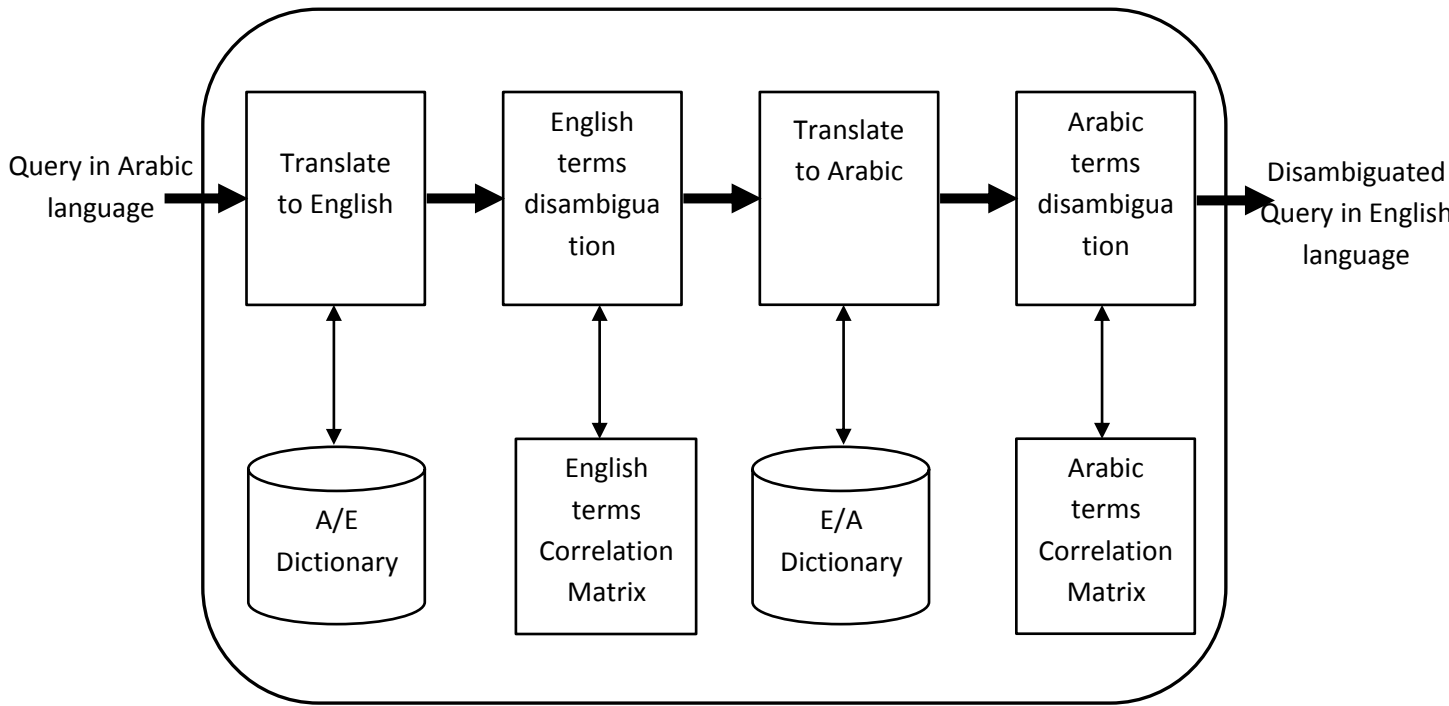 Query in Arabic
language
Translate
to English
English
terms
disambigua
tion
Translate
to Arabic
Arabic
terms
disambigua
tion
Disambiguated
Query in English
language
A/E
Dictionary
English
terms
Correlation
Matrix
E/A
Dictionary
Arabic
terms
Correlation
Matrix